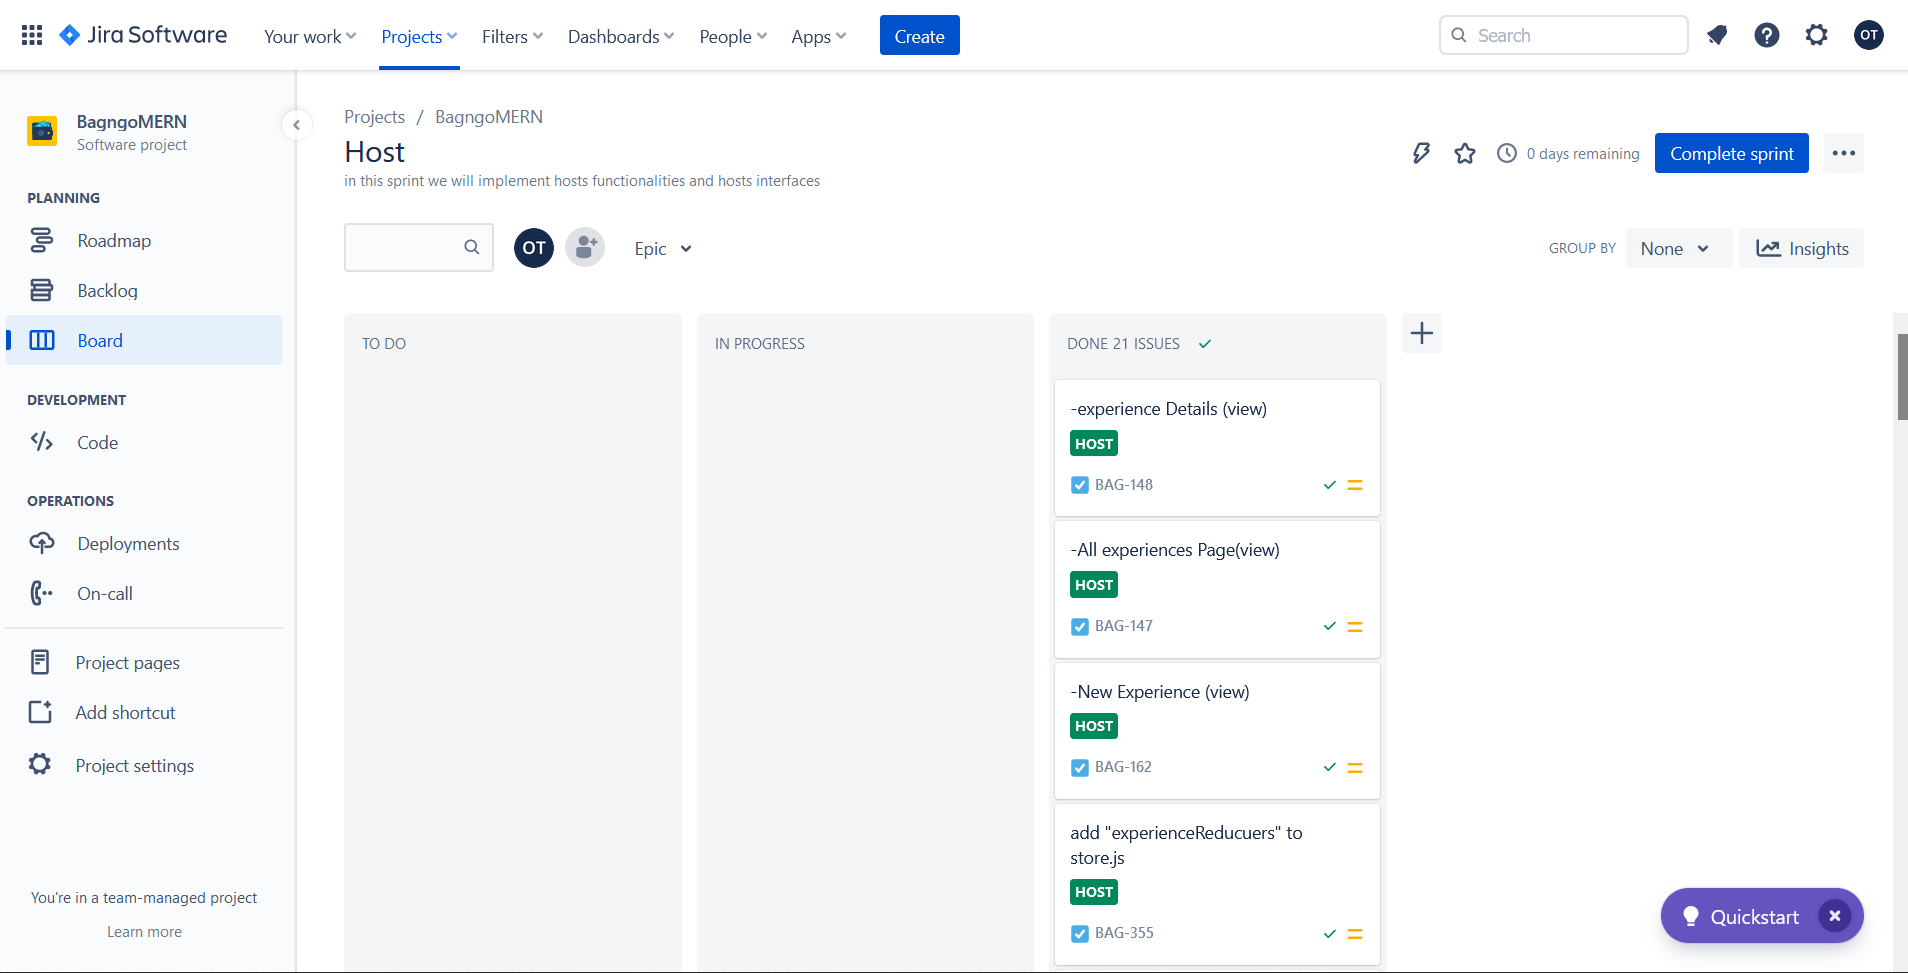 Jira Software
Your work
Projects
Filters
Dashboards
People
Apps
Create
Search
OT
BagngoMERN
Software project
PLANNING
Roadmap
Backlog
Board
DEVELOPMENT
Code
OPERATIONS
Deployments
On-call
Project pages
Add shortcut
Project settings
You're in a team-managed project
Learn more
Projects / BagngoMERN
Host
in this sprint we will implement hosts functionalities and hosts interfaces
0 days remaining
Complete sprint
OT
Epic
GROUP BY
None
Insights
TO DO
IN PROGRESS
DONE 21 ISSUES
-experience Details (view)
HOST
BAG-148
-All experiences Page(view)
HOST
BAG-147
-New Experience (view)
HOST
BAG-162
add "experienceReducuers" to
store.js
HOST
BAG-355
Quickstart